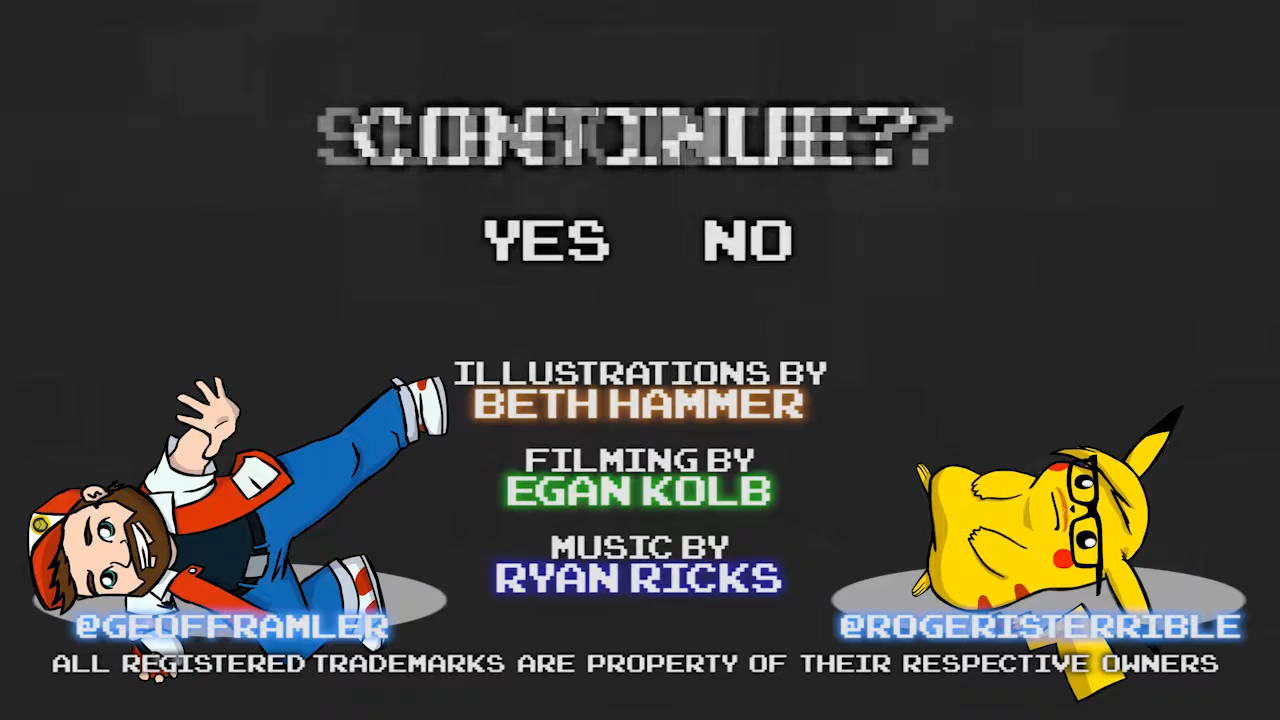 CONTINUE?
YES NO
ILLUSTRATIONS BY
BETH HAMMER
FILMING BY
EGAN KOLB
MUSIC BY
RYAN RICKS
@GEOFFRAMLER
@ROGERISTERRIBLE
ALL REGISTERED TRADEMARKS ARE PROPERTY OF THEIR RESPECTIVE OWNERS